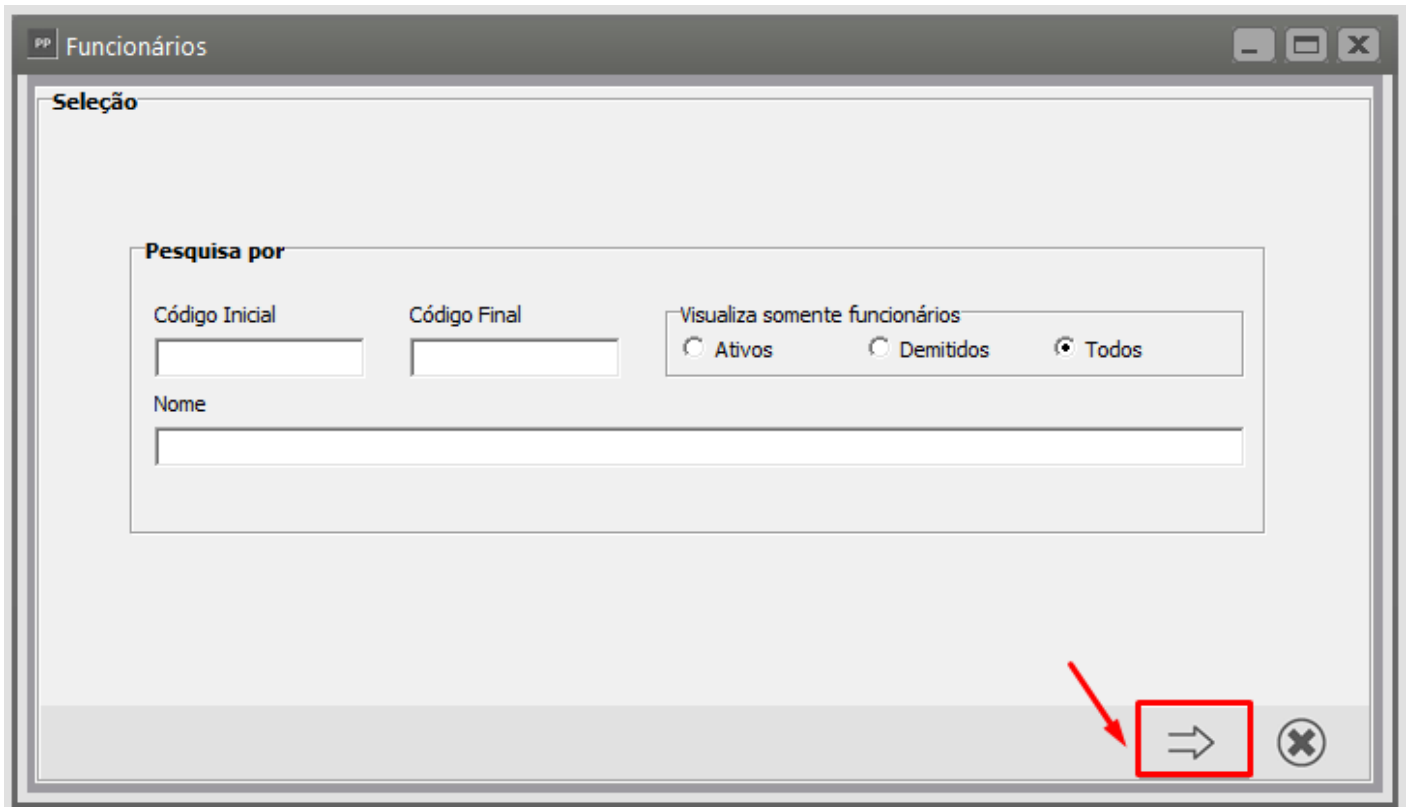 PP Funcionários
Seleção
Pesquisa por
Código Inicial
Código Final
Visualiza somente funcionários
Ativos
Demitidos
Todos
Nome